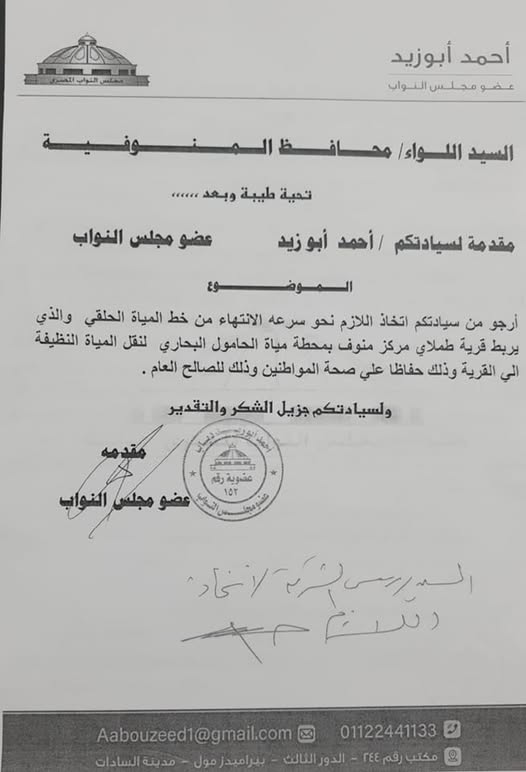 أحمد أبوزيد
عضو مجلس النواب
مجلس النواب المصري
السيد اللواء/ محافظ المنوفية
تحية طيبة وبعد ,,,,,,
مقدمة لسيادتكم / أحمد أبو زيد عضو مجلس النواب
الموضوع
أرجو من سيادتكم اتخاذ اللازم نحو سرعه الانتهاء من خط المياة الحلقي والذي
يربط قرية طملاي مركز منوف بمحطة مياة الحامول البحاري لنقل المياة النظيفة
الي القرية وذلك حفاظا علي صحة المواطنين وذلك للصالح العام .
ولسيادتكم جزيل الشكر والتقدير
مقدمه
عضو مجلس النواب
أحمد أبوزيد دياب
عضوية رقم
١٥٢
عضو مجلس النواب
السيد رئيس الشركة لاتخاذ
اللازم
01122441133
Aabouzeed1@gmail.com
مكتب رقم ٢٤٤ - الدور الثالث - بيراميدز مول - مدينة السادات